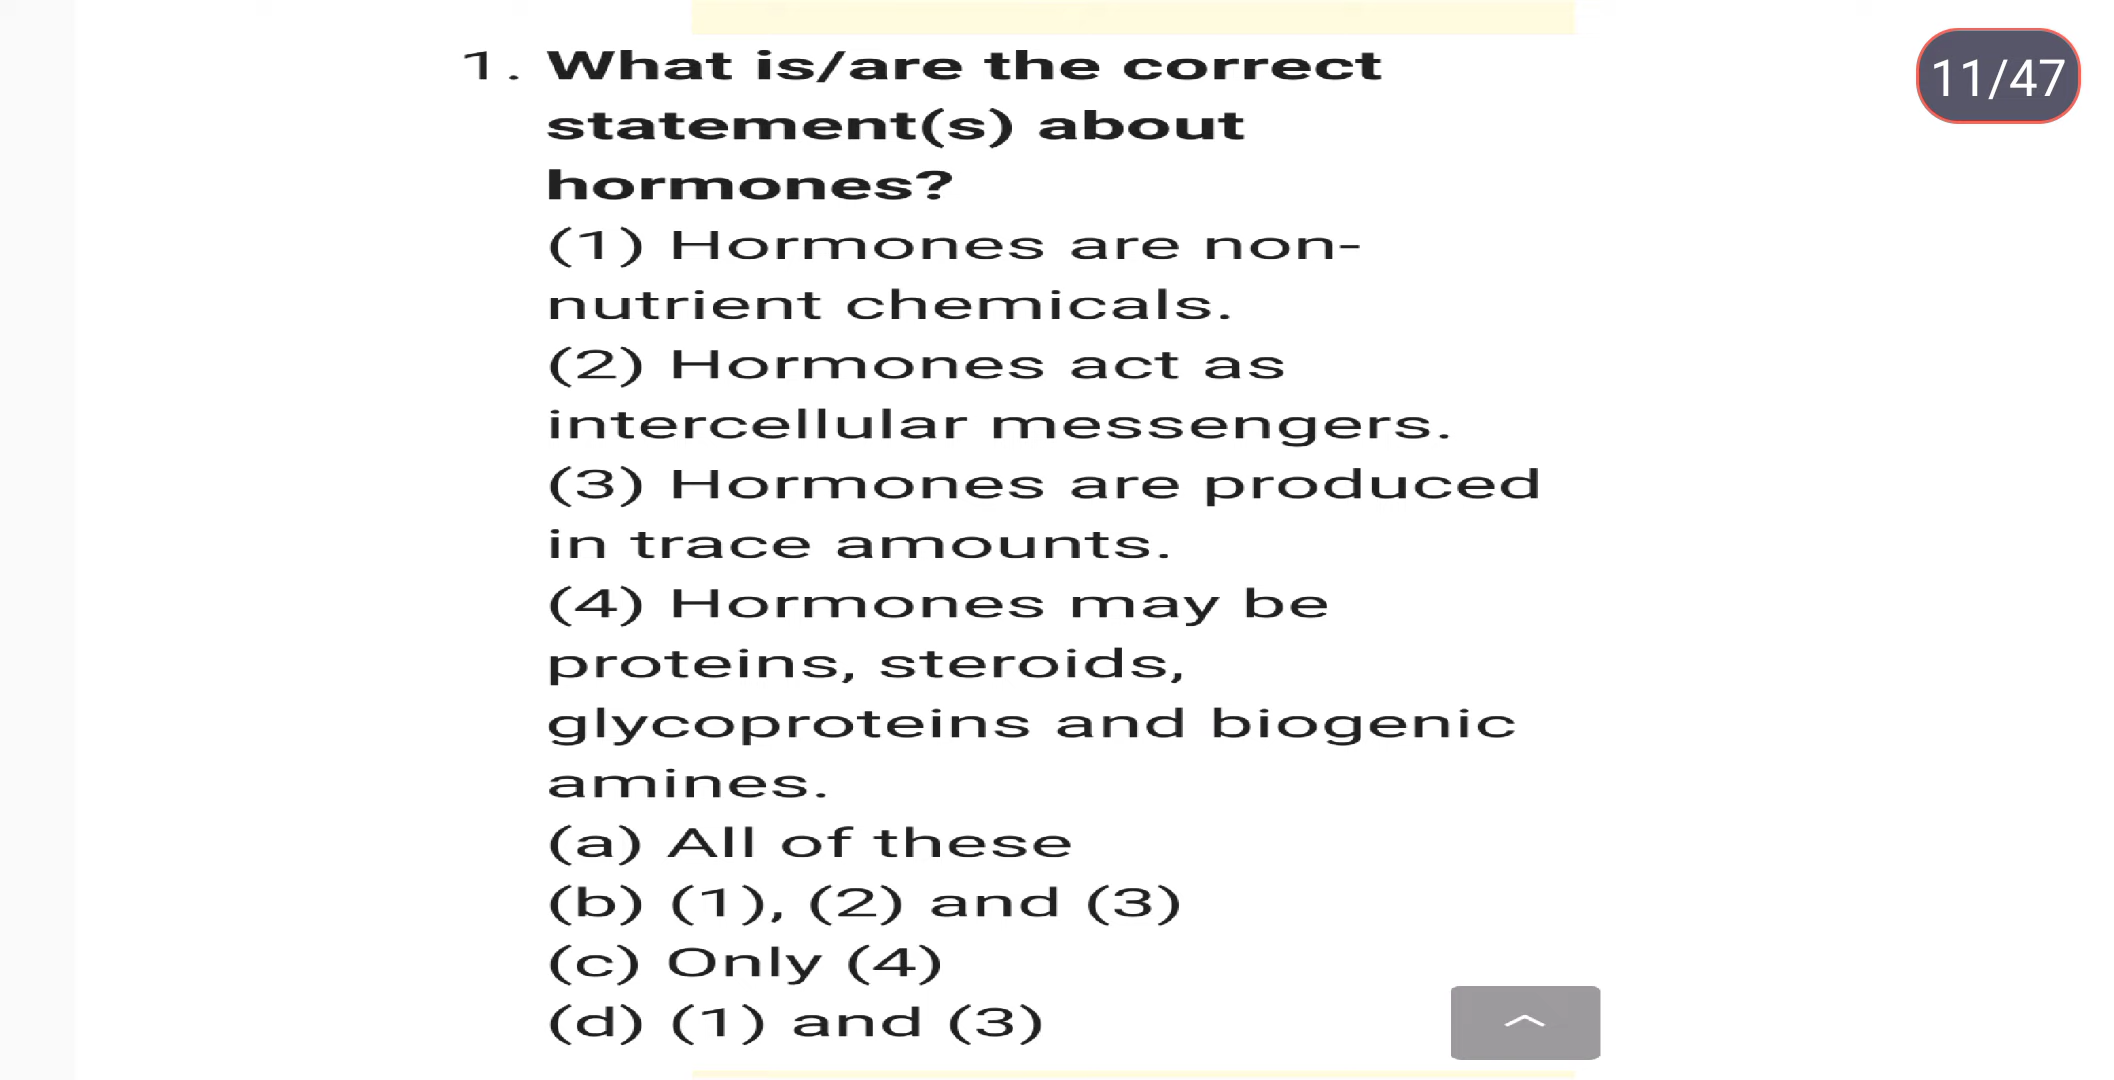 1. What is/are the correct
statement(s) about
hormones?
(1) Hormones are non-
nutrient chemicals.
(2) Hormones act as
intercellular messengers.
(3) Hormones are produced
in trace amounts.
(4) Hormones may be
proteins, steroids,
glycoproteins and biogenic
amines.
(a) All of these
(b) (1), (2) and (3)
(c) Only (4)
(d) (1) and (3)
11/47